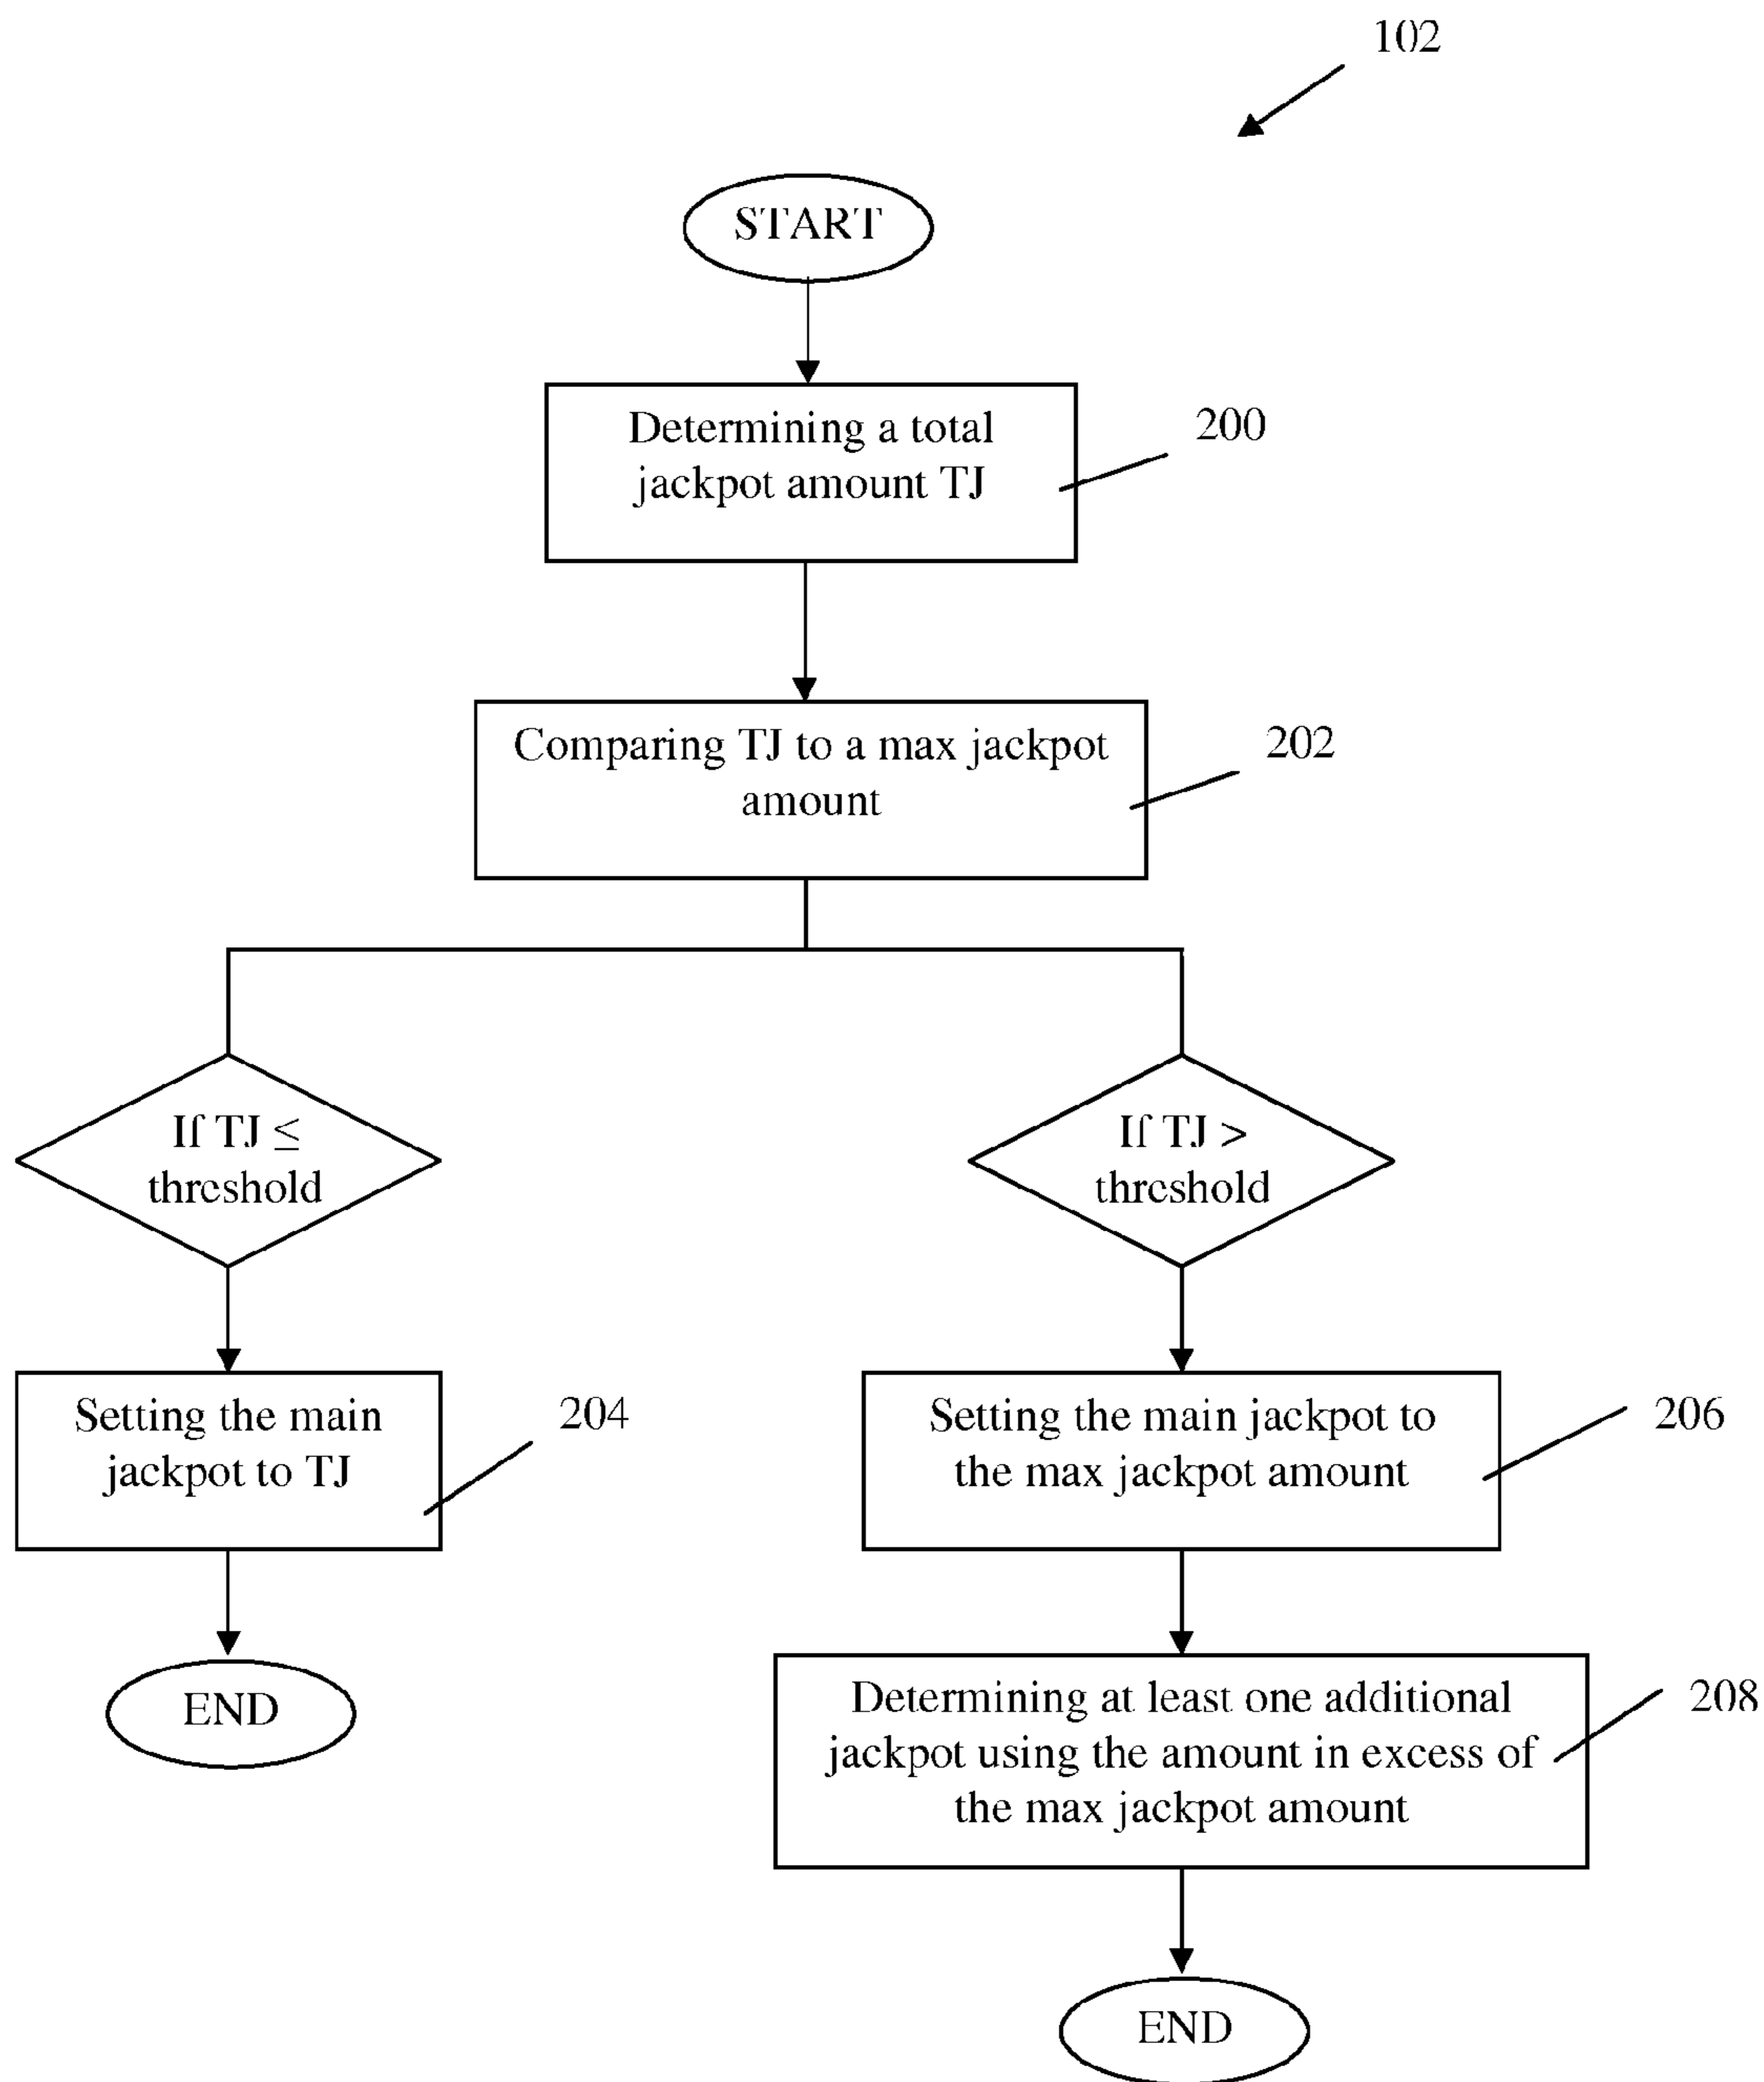 102
START
Determining a total
jackpot amount TJ
200
Comparing TJ to a max jackpot
amount
202
If TJ ≤
threshold
If TJ >
threshold
Setting the main
jackpot to TJ
204
Setting the main jackpot to
the max jackpot amount
206
END
Determining at least one additional
jackpot using the amount in excess of
the max jackpot amount
208
END